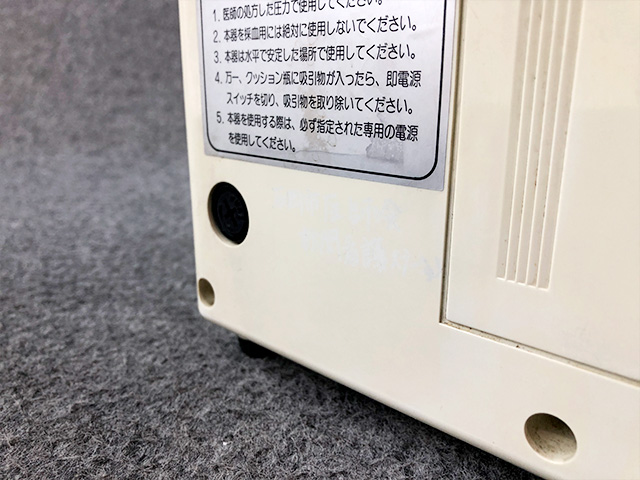 1. 医師の処方した圧力で使用してください。
2. 本器を採血用には絶対に使用しないでください。
3. 本器は水平で安定した場所で使用してください。
4. 万一、クッション瓶に吸引物が入ったら、即電源
スイッチを切り、吸引物を取り除いてください。
5. 本器を使用する際は、必ず指定された専用の電源
を使用してください。